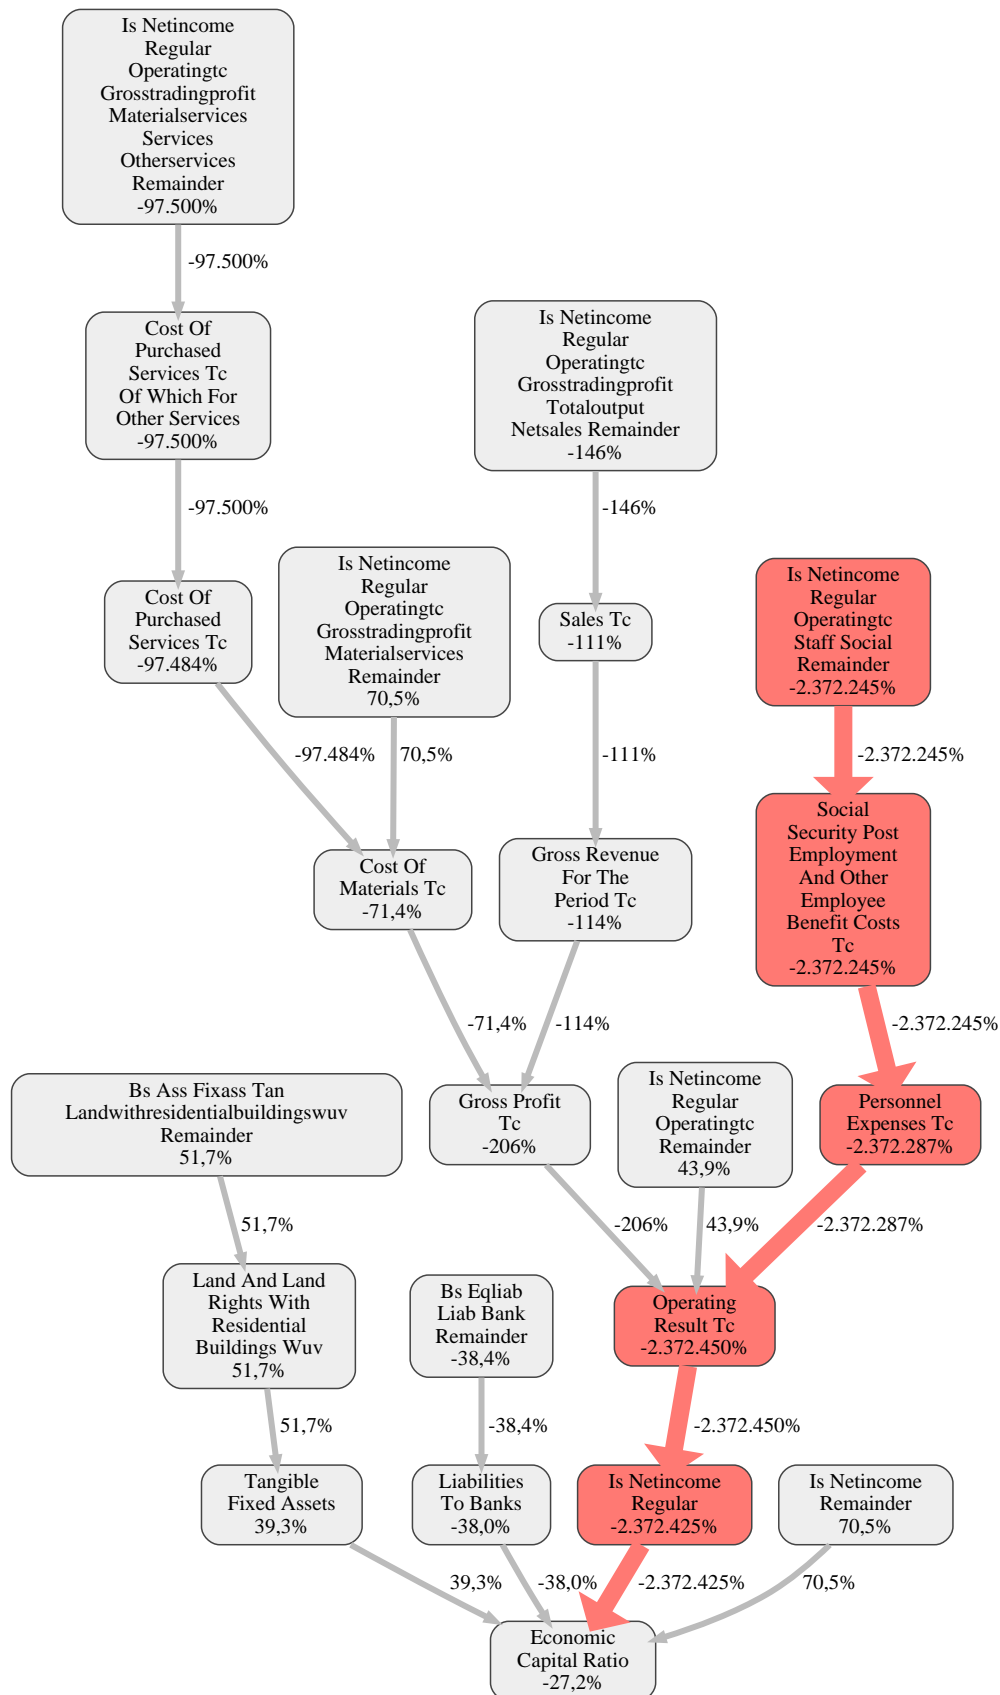 Is Netincome
Regular
Operatingtc
Grosstradingprofit
Materialservices
Services
Otherservices
Remainder
-97.500%
-97.500%
Cost Of
Purchased
Services Tc
Of Which For
Other Services
-97.500%
Is Netincome
Regular
Operatingtc
Grosstradingprofit
Totaloutput
Netsales Remainder
-146%
-97.500%
-146%
Cost Of
Purchased
Services Tc
-97.484%
Is Netincome
Regular
Operatingtc
Grosstradingprofit
Materialservices
Remainder
70,5%
Sales Tc
-111%
Is Netincome
Regular
Operatingtc
Staff Social
Remainder
-2.372.245%
-97.484%
70,5%
-111%
-2.372.245%
Cost Of
Materials Tc
-71,4%
Gross Revenue
For The
Period Tc
-114%
Social
Security Post
Employment
And Other
Employee
Benefit Costs
Tc
-2.372.245%
-71,4%
-114%
-2.372.245%
Bs Ass Fixass Tan
Landwithresidentialbuildingswuv
Remainder
51,7%
Gross Profit
Tc
-206%
Is Netincome
Regular
Operatingtc
Remainder
43,9%
Personnel
Expenses Tc
-2.372.287%
51,7%
-206%
43,9%
-2.372.287%
Land And Land
Rights With
Residential
Buildings Wuv
51,7%
Bs Eqliab
Liab Bank
Remainder
-38,4%
Operating
Result Tc
-2.372.450%
51,7%
-38,4%
-2.372.450%
Tangible
Fixed Assets
39,3%
Liabilities
To Banks
-38,0%
Is Netincome
Regular
-2.372.425%
Is Netincome
Remainder
70,5%
39,3%
-38,0%
-2.372.425%
70,5%
Economic
Capital Ratio
-27,2%